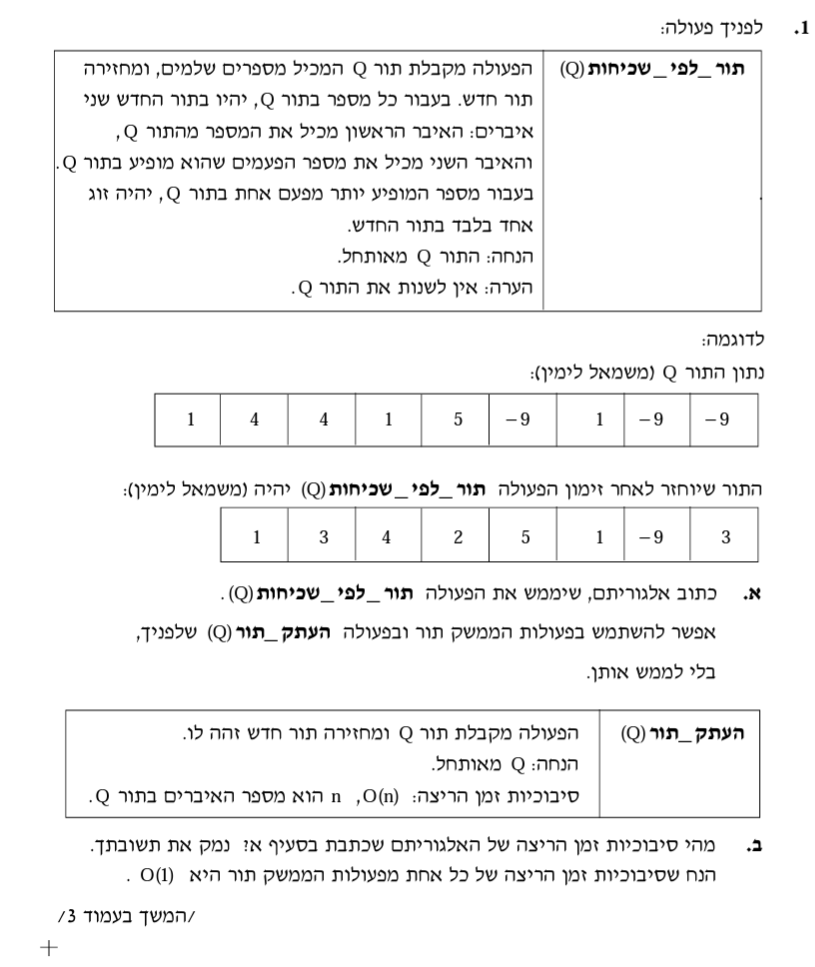 .1 לפניך פעולה:
תור_לפי_שכיחות (Q)
הפעולה מקבלת תור Q המכיל מספרים שלמים, ומחזירה
תור חדש. בעבור כל מספר בתור Q, יהיו בתור החדש שני
איברים: האיבר הראשון מכיל את המספר מהתור Q,
והאיבר השני מכיל את מספר הפעמים שהוא מופיע בתור Q.
בעבור מספר המופיע יותר מפעם אחת בתור Q, יהיה זוג
אחד בלבד בתור החדש.
הנחה: התור Q מאותחל.
הערה: אין לשנות את התור Q.
לדוגמה:
נתון התור Q (משמאל לימין):
1 4 4 1 5 −9 1 −9 −9
התור שיוחזר לאחר זימון הפעולה תור_לפי_שכיחות (Q) יהיה (משמאל לימין):
1 3 4 2 5 1 −9 3
א. כתוב אלגוריתם, שיממש את הפעולה תור_לפי_שכיחות (Q).
אפשר להשתמש בפעולות הממשק תור ובפעולה העתק_תור (Q) שלפניך,
בלי לממש אותן.
העתק_תור (Q)
הפעולה מקבלת תור Q ומחזירה תור חדש זהה לו.
הנחה: Q מאותחל.
סיבוכיות זמן הריצה: O(n), n הוא מספר האיברים בתור Q.
ב. מהי סיבוכיות זמן הריצה של האלגוריתם שכתבת בסעיף א? נמק את תשובתך.
הנח שסיבוכיות זמן הריצה של כל אחת מפעולות הממשק תור היא O(1).
/המשך בעמוד 3/
+